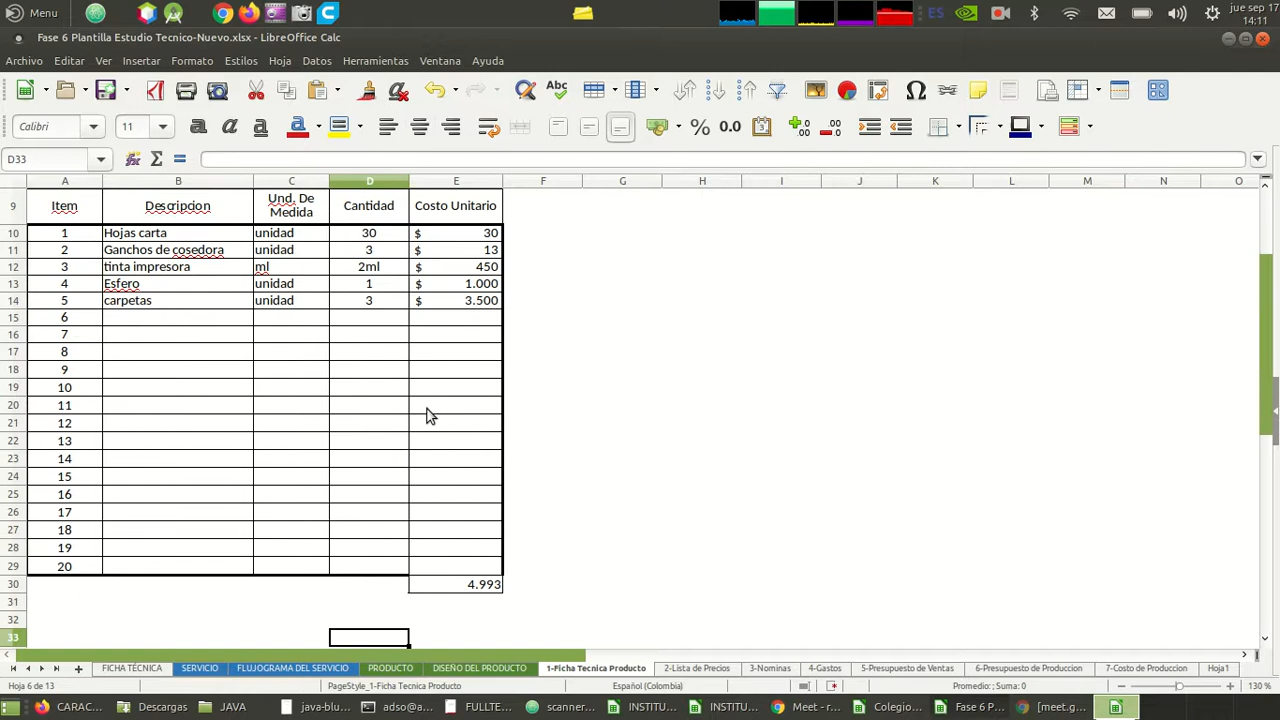 Menu
ES
jue sep 17
14:11
Fase 6 Plantilla Estudio Tecnico-Nuevo.xlsx - LibreOffice Calc
Archivo Editar Ver Insertar Formato Estilos Hoja Datos Herramientas Ventana Ayuda
Abc
Calibri 11 a a a a % 0.0
D33
A B C D E F G H I J K L M N O
9 Item Descripcion Und. De Medida Cantidad Costo Unitario
10 1 Hojas carta unidad 30 $ 30
11 2 Ganchos de cosedora unidad 3 $ 13
12 3 tinta impresora ml 2ml $ 450
13 4 Esfero unidad 1 $ 1.000
14 5 carpetas unidad 3 $ 3.500
15 6
16 7
17 8
18 9
19 10
20 11
21 12
22 13
23 14
24 15
25 16
26 17
27 18
28 19
29 20
30 4.993
31
32
33
FICHA TÉCNICA SERVICIO FLUJOGRAMA DEL SERVICIO PRODUCTO DISEÑO DEL PRODUCTO 1-Ficha Tecnica Producto 2-Lista de Precios 3-Nominas 4-Gastos 5-Presupuesto de Ventas 6-Presupuesto de Produccion 7-Costo de Produccion Hoja1
Hoja 6 de 13 PageStyle_1-Ficha Tecnica Producto Español (Colombia) Promedio: ; Suma: 0 130 %
CARAC... Descargas JAVA java-blu... adso@a... FULLTE... scanner... INSTITU... INSTITU... Meet - r... Colegio... Fase 6 P... [meet.g...